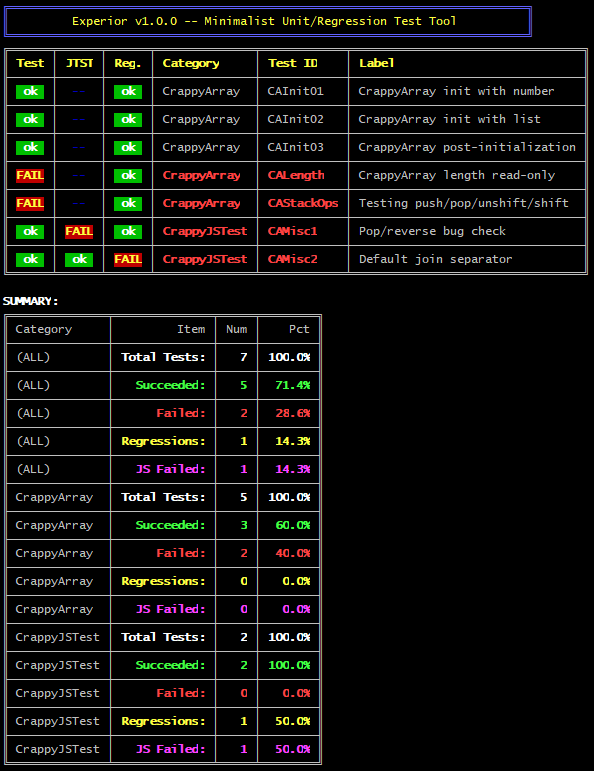 Experior v1.0.0 -- Minimalist Unit/Regression Test Tool
Test JTST Reg. Category Test ID Label
ok -- ok CrappyArray CAInit01 CrappyArray init with number
ok -- ok CrappyArray CAInit02 CrappyArray init with list
ok -- ok CrappyArray CAInit03 CrappyArray post-initialization
FAIL -- ok CrappyArray CALength CrappyArray length read-only
FAIL -- ok CrappyArray CAStackOps Testing push/pop/unshift/shift
ok FAIL ok CrappyJSTest CAMisc1 Pop/reverse bug check
ok ok FAIL CrappyJSTest CAMisc2 Default join separator
SUMMARY:
Category Item Num Pct
(ALL) Total Tests: 7 100.0%
(ALL) Succeeded: 5 71.4%
(ALL) Failed: 2 28.6%
(ALL) Regressions: 1 14.3%
(ALL) JS Failed: 1 14.3%
CrappyArray Total Tests: 5 100.0%
CrappyArray Succeeded: 3 60.0%
CrappyArray Failed: 2 40.0%
CrappyArray Regressions: 0 0.0%
CrappyArray JS Failed: 0 0.0%
CrappyJSTest Total Tests: 2 100.0%
CrappyJSTest Succeeded: 2 100.0%
CrappyJSTest Failed: 0 0.0%
CrappyJSTest Regressions: 1 50.0%
CrappyJSTest JS Failed: 1 50.0%